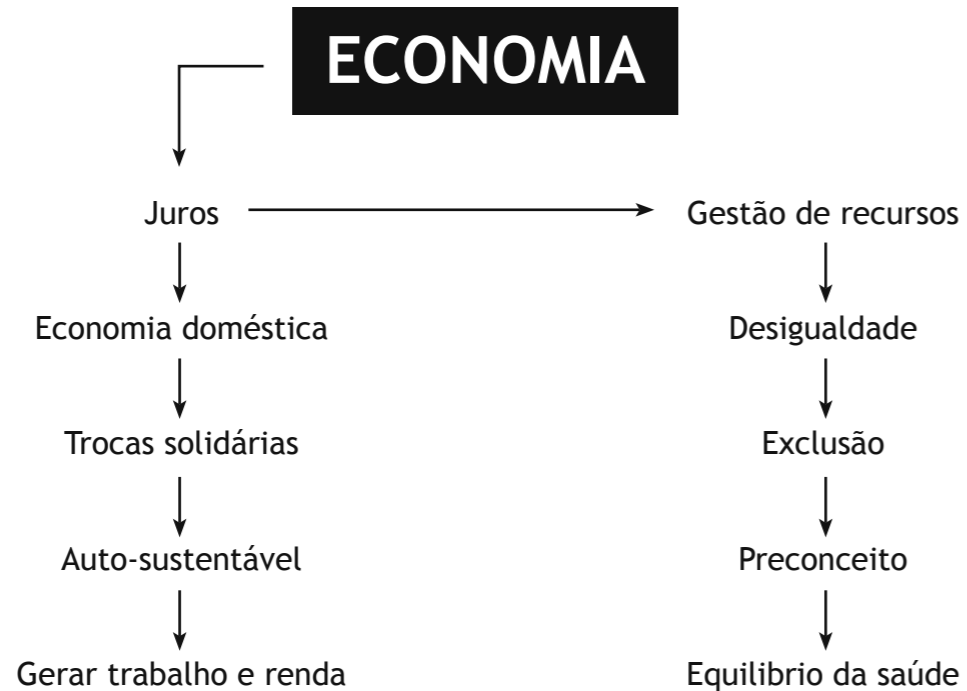 ECONOMIA
Juros
Gestão de recursos
Economia doméstica
Desigualdade
Trocas solidárias
Exclusão
Auto-sustentável
Preconceito
Gerar trabalho e renda
Equilibrio da saúde